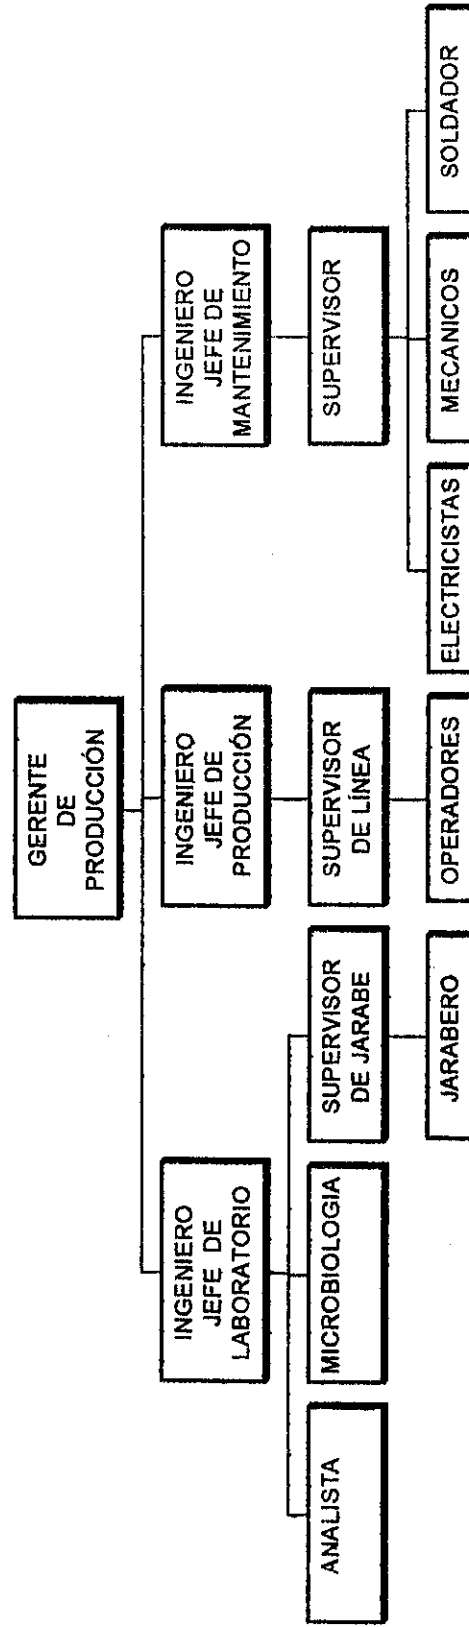 GERENTE
DE
PRODUCCIÓN
INGENIERO
JEFE DE
LABORATORIO
INGENIERO
JEFE DE
PRODUCCIÓN
INGENIERO
JEFE DE
MANTENIMIENTO
ANALISTA
MICROBIOLOGIA
SUPERVISOR
DE JARABE
SUPERVISOR
DE LÍNEA
SUPERVISOR
JARABERO
OPERADORES
ELECTRICISTAS
MECANICOS
SOLDADOR